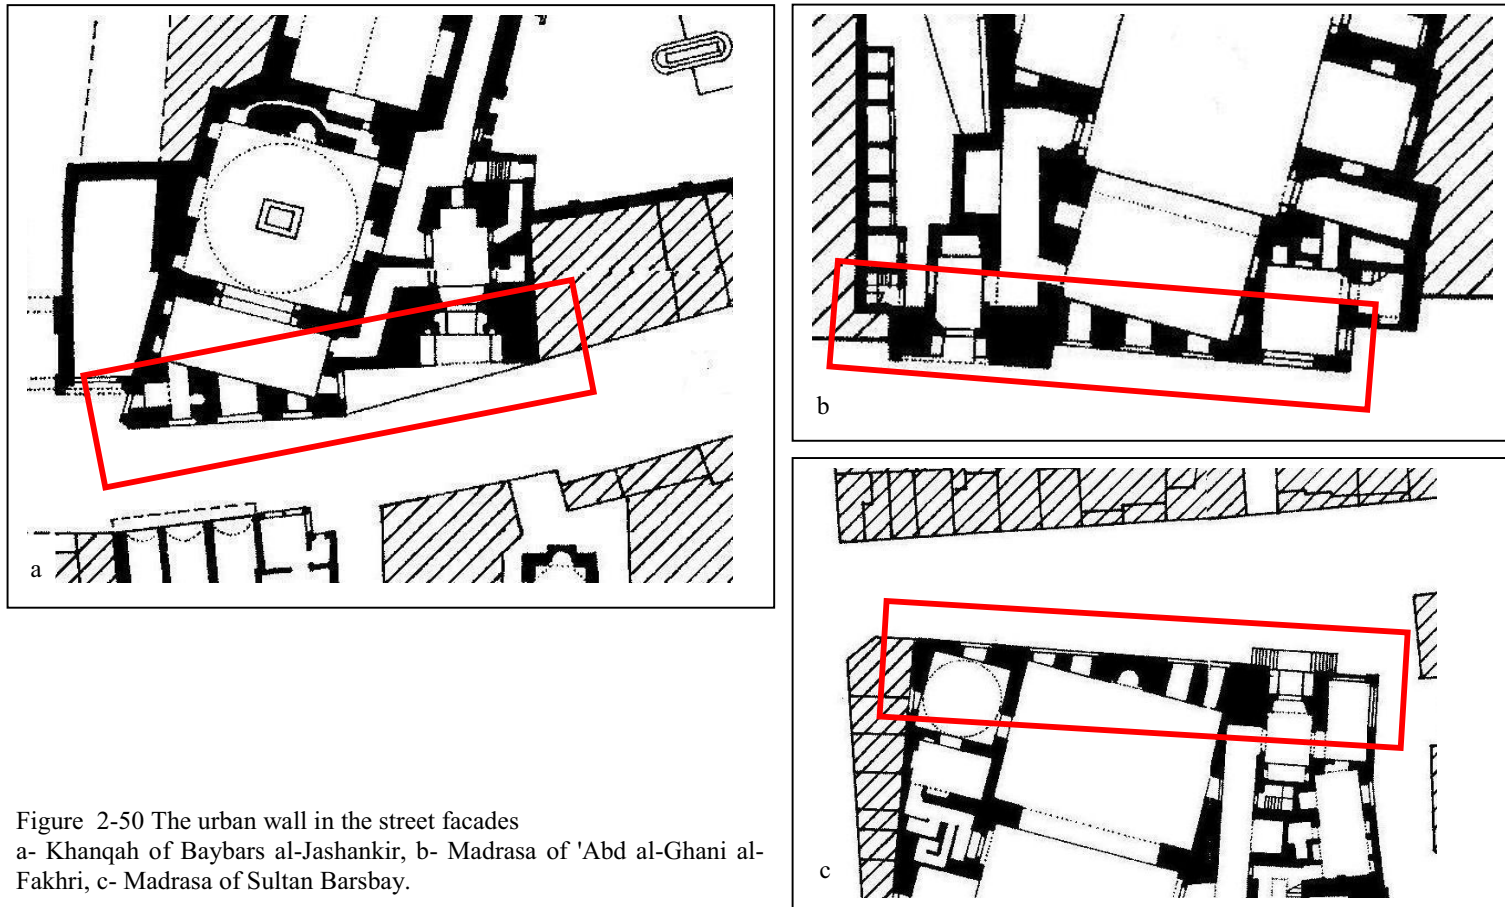 a
b
c
Figure 2-50 The urban wall in the street facades
a- Khanqah of Baybars al-Jashankir, b- Madrasa of 'Abd al-Ghani al-
Fakhri, c- Madrasa of Sultan Barsbay.